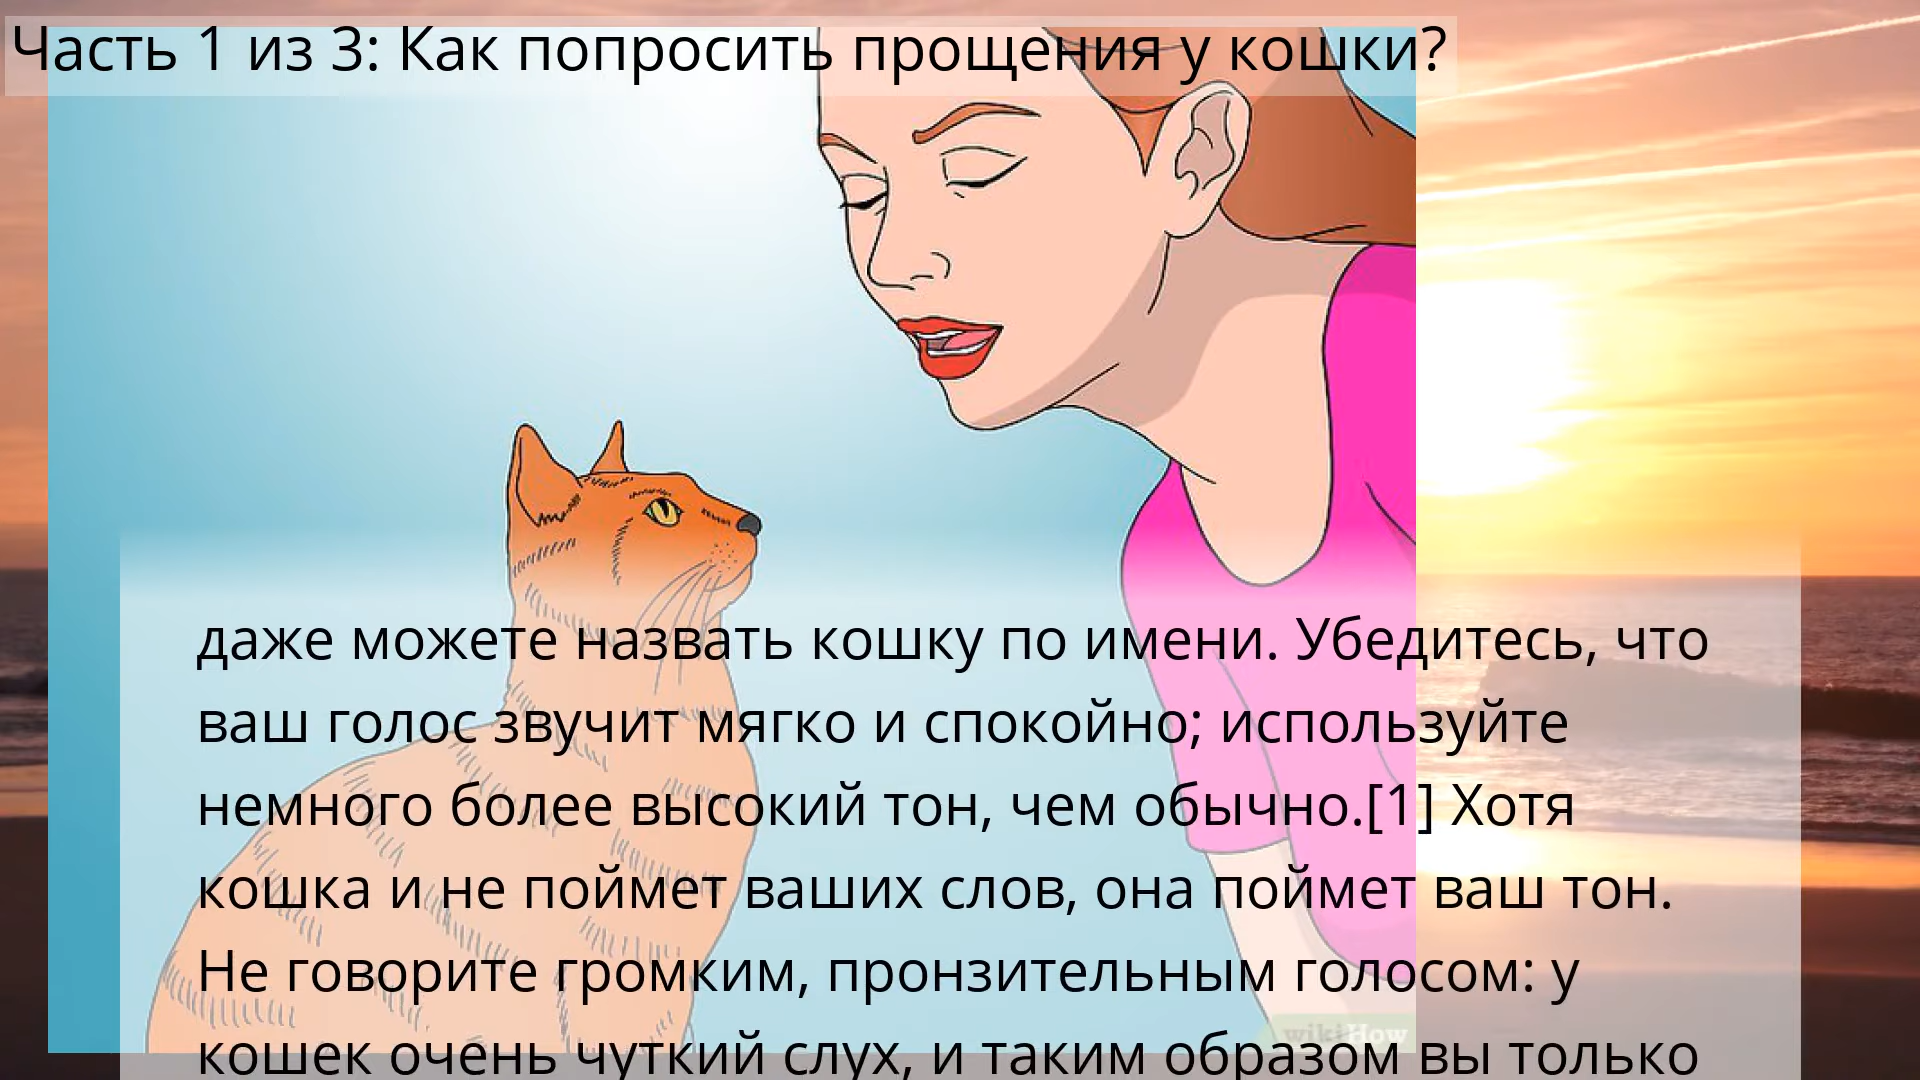 Часть 1 из 3: Как попросить прощения у кошки?
даже можете назвать кошку по имени. Убедитесь, что
ваш голос звучит мягко и спокойно; используйте
немного более высокий тон, чем обычно.[1] Хотя
кошка и не поймет ваших слов, она поймет ваш тон.
Не говорите громким, пронзительным голосом: у
кошек очень чуткий слух, и таким образом вы только
wikiHow